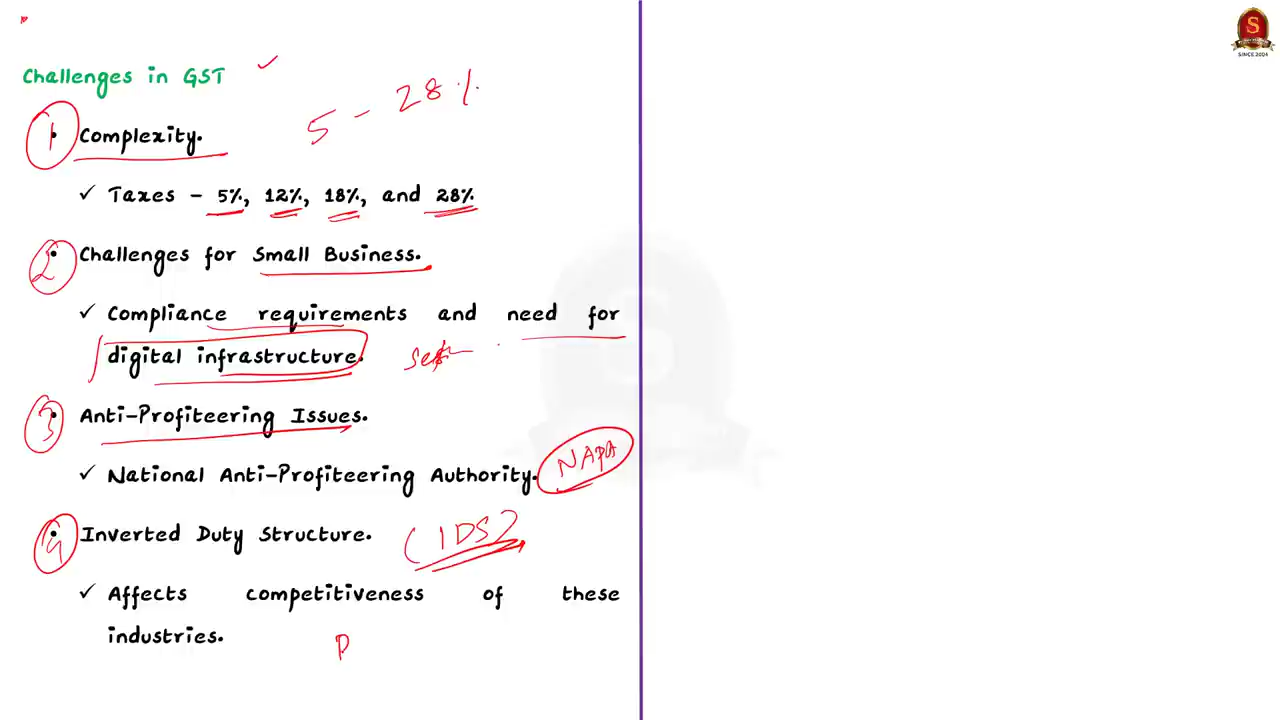 Challenges in GST
5 - 28%
1 Complexity.
✓ Taxes - 5%, 12%, 18%, and 28%
2 Challenges for Small Business.
✓ Compliance requirements and need for
digital infrastructure.
3 Anti-Profiteering Issues.
✓ National Anti-Profiteering Authority. NAPA
4 Inverted Duty Structure. (IDS)
✓ Affects competitiveness of these
industries.
P
S
SINCE 2004